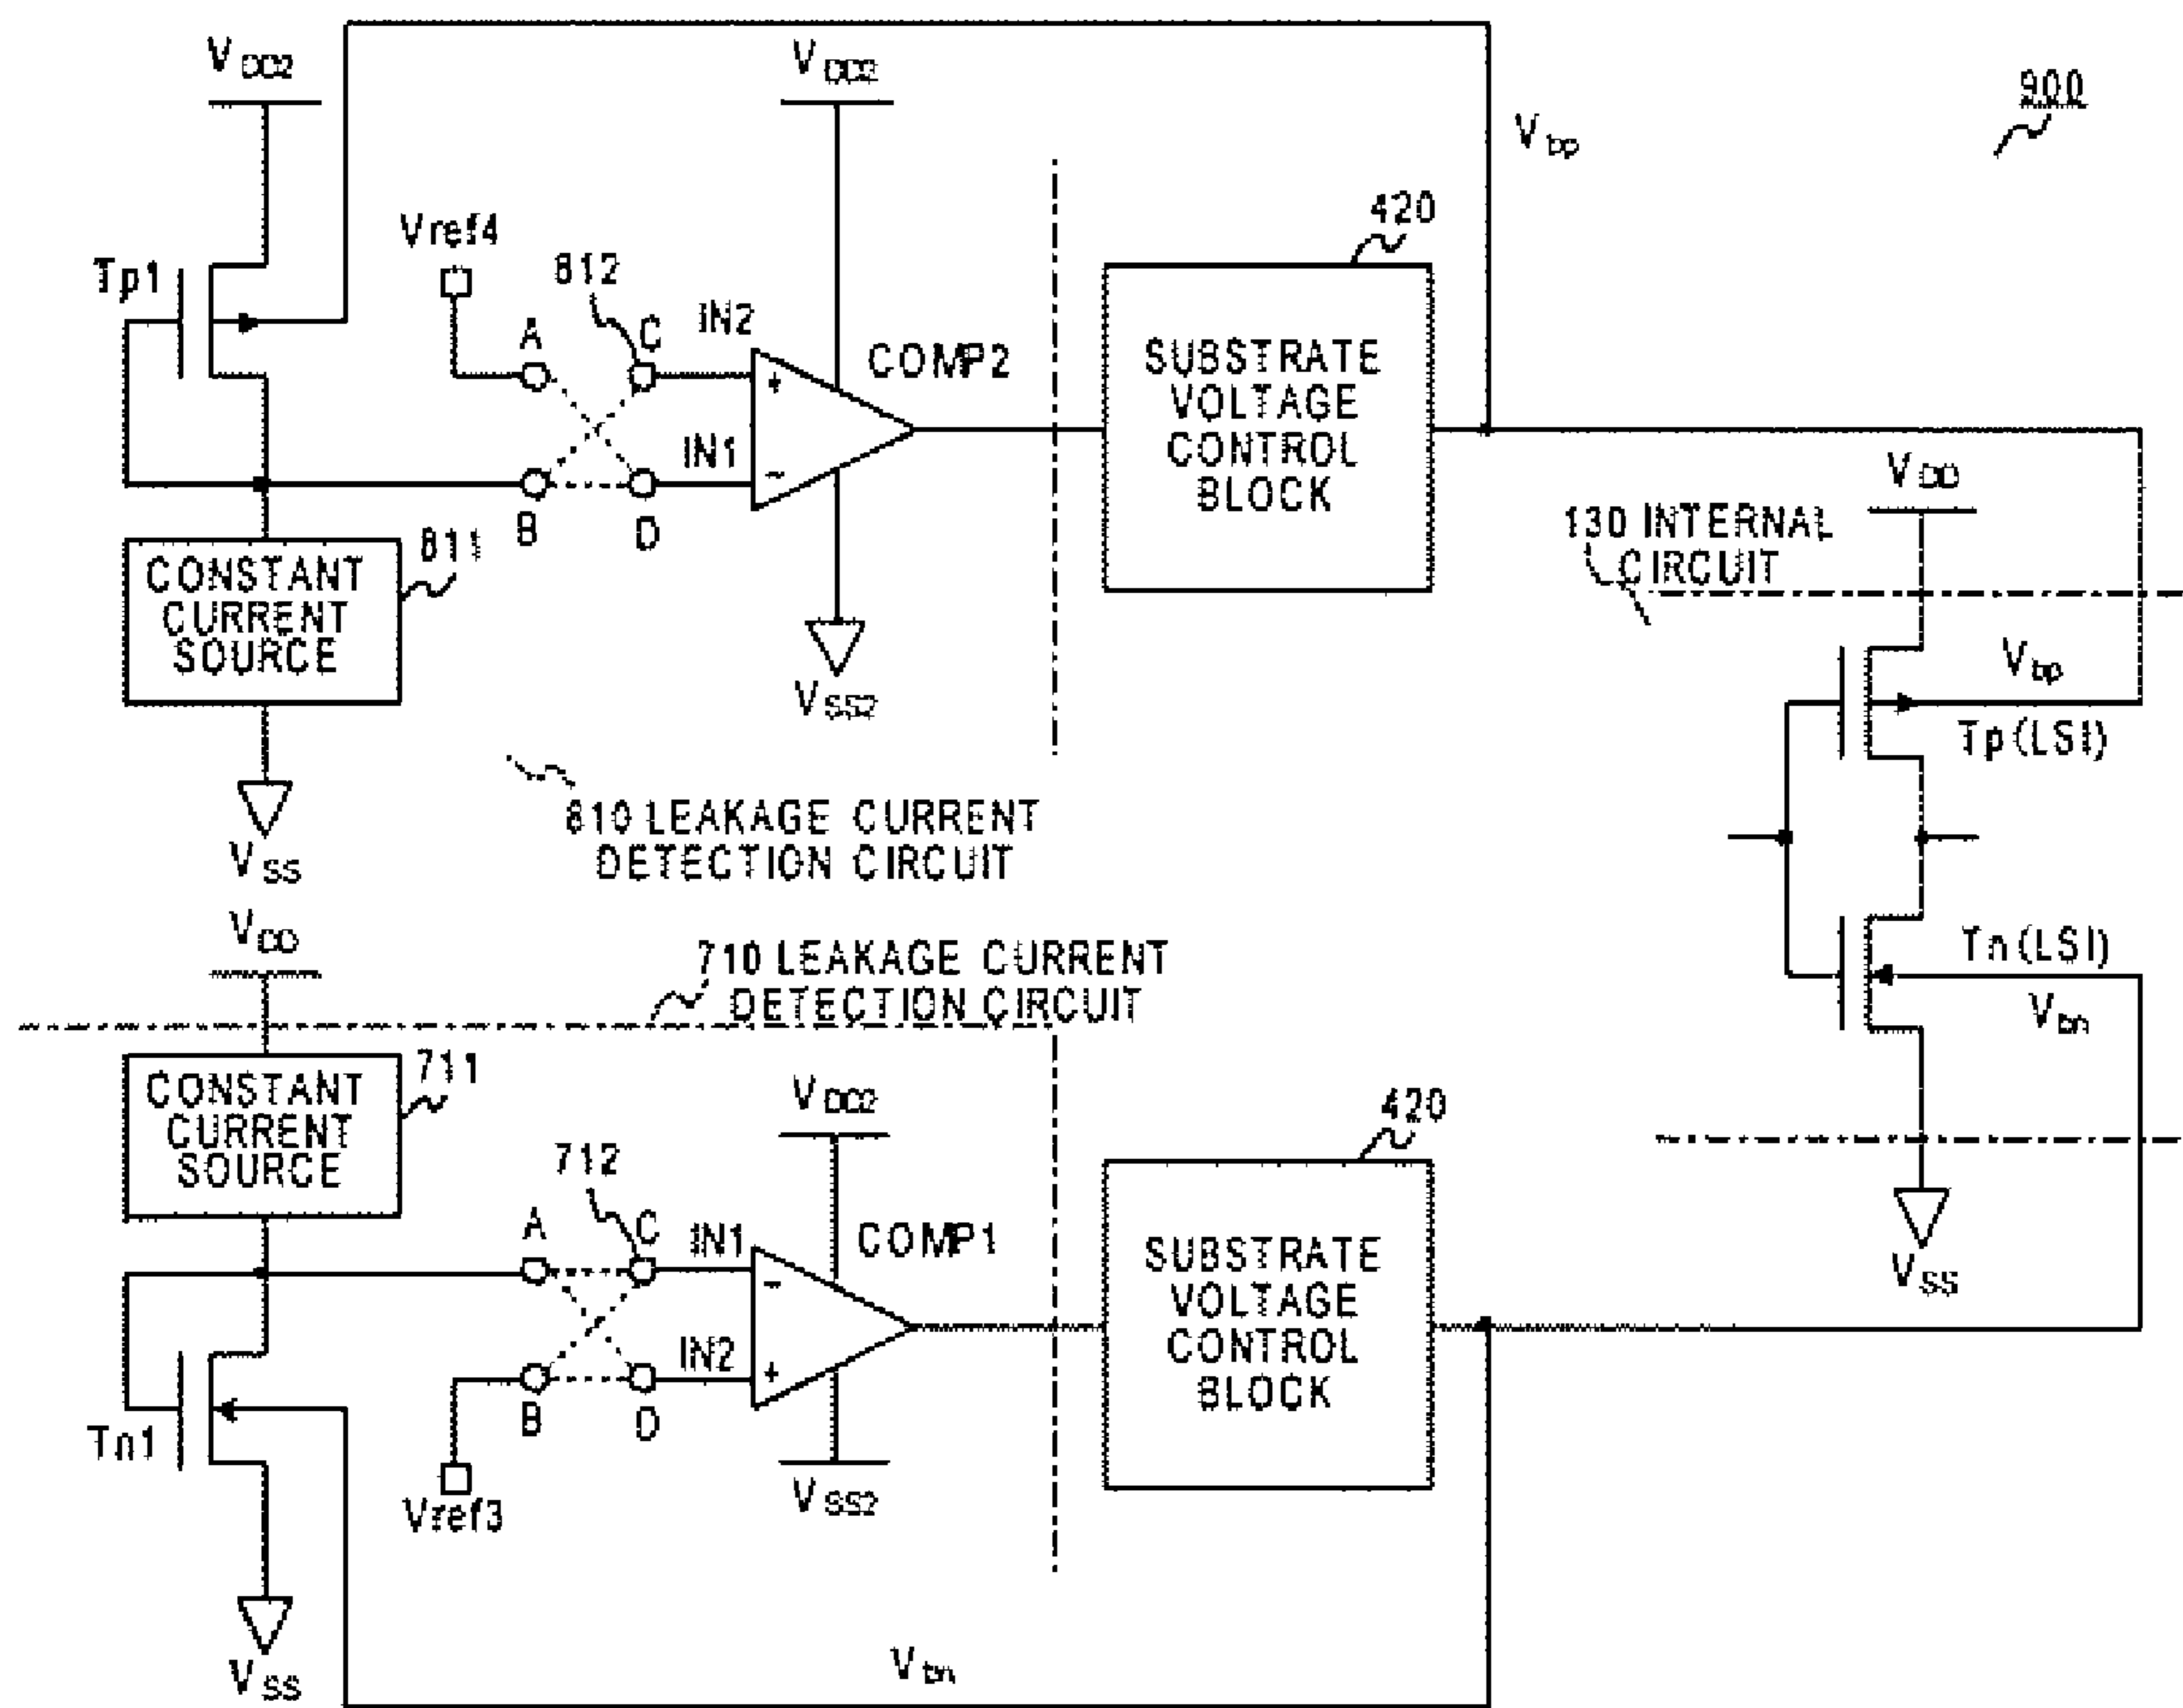 900
VDD2
VDD2
Vbp
Vref4
420
Tp1
812
A
C
IN2
+
COMP2
SUBSTRATE
VOLTAGE
CONTROL
BLOCK
IN1
-
B
D
VDD
811
CONSTANT
CURRENT
SOURCE
130 INTERNAL
CIRCUIT
VSS2
Vbp
Tp(LSI)
VSS
810 LEAKAGE CURRENT
DETECTION CIRCUIT
VDD
710 LEAKAGE CURRENT
DETECTION CIRCUIT
Tn(LSI)
Vbn
CONSTANT
CURRENT
SOURCE
711
VDD2
420
712
A
C
IN1
-
COMP1
SUBSTRATE
VOLTAGE
CONTROL
BLOCK
VSS
IN2
+
B
D
Tn1
Vref3
VSS2
VSS
Vbn